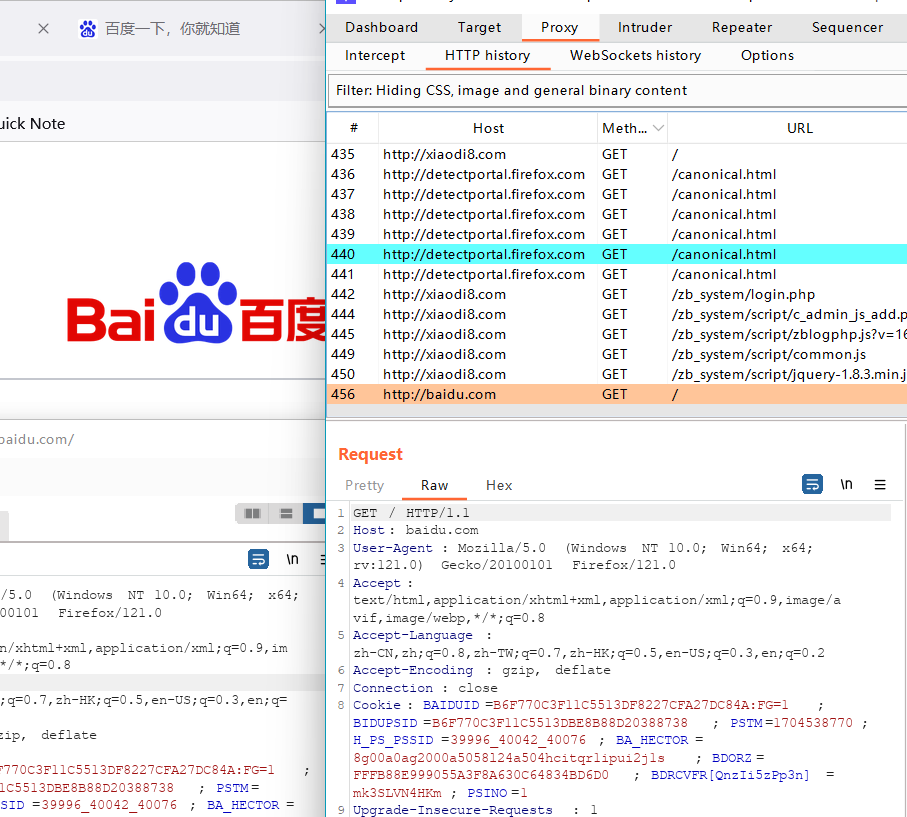 百度一下，你就知道
uick Note
Bai du 百度
baidu.com/
\n
/5.0 (Windows NT 10.0; Win64; x64;
00101 Firefox/121.0
n/xhtml+xml,application/xml;q=0.9,im
*/*;q=0.8
;q=0.7,zh-HK;q=0.5,en-US;q=0.3,en;q=
zip, deflate
F770C3F11C5513DF8227CFA27DC84A:FG=1 ;
1C5513DBE8B88D20388738 ; PSTM=
SSID =39996_40042_40076 ; BA_HECTOR =
Dashboard Target Proxy Intruder Repeater Sequencer
Intercept HTTP history WebSockets history Options
Filter: Hiding CSS, image and general binary content
# Host Meth... URL
435 http://xiaodi8.com GET /
436 http://detectportal.firefox.com GET /canonical.html
437 http://detectportal.firefox.com GET /canonical.html
438 http://detectportal.firefox.com GET /canonical.html
439 http://detectportal.firefox.com GET /canonical.html
440 http://detectportal.firefox.com GET /canonical.html
441 http://detectportal.firefox.com GET /canonical.html
442 http://xiaodi8.com GET /zb_system/login.php
444 http://xiaodi8.com GET /zb_system/script/c_admin_js_add.p
445 http://xiaodi8.com GET /zb_system/script/zblogphp.js?v=16
449 http://xiaodi8.com GET /zb_system/script/common.js
450 http://xiaodi8.com GET /zb_system/script/jquery-1.8.3.min.j
456 http://baidu.com GET /
Request
Pretty Raw Hex \n
1 GET / HTTP/1.1
2 Host: baidu.com
3 User-Agent : Mozilla/5.0 (Windows NT 10.0; Win64; x64;
rv:121.0) Gecko/20100101 Firefox/121.0
4 Accept :
text/html,application/xhtml+xml,application/xml;q=0.9,image/a
vif,image/webp,*/*;q=0.8
5 Accept-Language :
zh-CN,zh;q=0.8,zh-TW;q=0.7,zh-HK;q=0.5,en-US;q=0.3,en;q=0.2
6 Accept-Encoding : gzip, deflate
7 Connection : close
8 Cookie : BAIDUID =B6F770C3F11C5513DF8227CFA27DC84A:FG=1 ;
BIDUPSID =B6F770C3F11C5513DBE8B88D20388738 ; PSTM =1704538770 ;
H_PS_PSSID =39996_40042_40076 ; BA_HECTOR =
8g00a0ag2000a5058l24a504hcitqr1ipui2j1s ; BDORZ =
FFFB88E999055A3F8A630C64834BD6D0 ; BDRCVFR[QnzIi5zPp3n] =
mk3SLVN4HKm ; PSINO =1
9 Upgrade-Insecure-Requests : 1